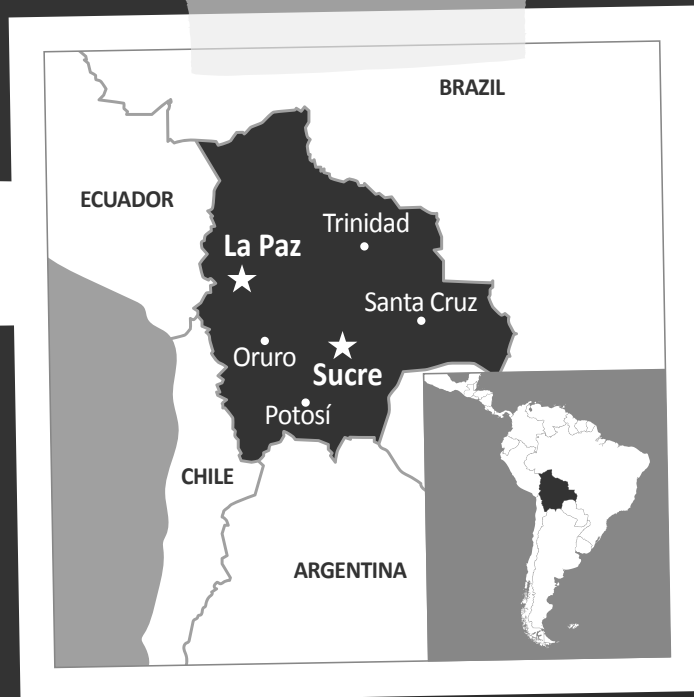 BRAZIL
ECUADOR
Trinidad
La Paz
Santa Cruz
Oruro
Sucre
Potosí
CHILE
ARGENTINA